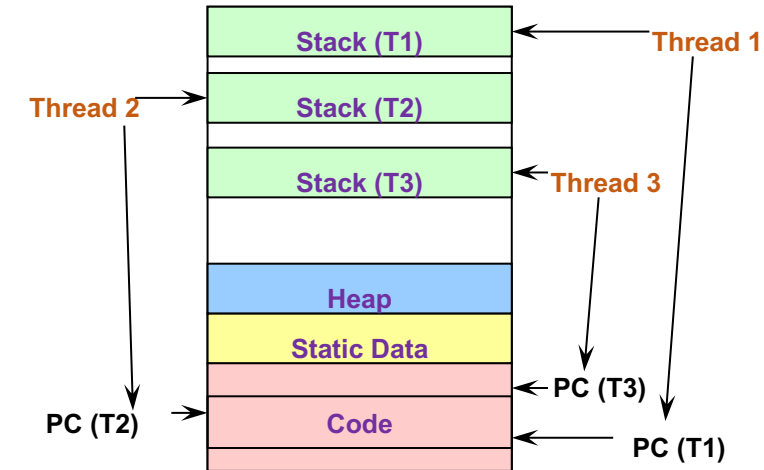 Stack (T1)
Thread 1
Thread 2
Stack (T2)
Stack (T3)
Thread 3
Heap
Static Data
PC (T3)
PC (T2)
Code
PC (T1)